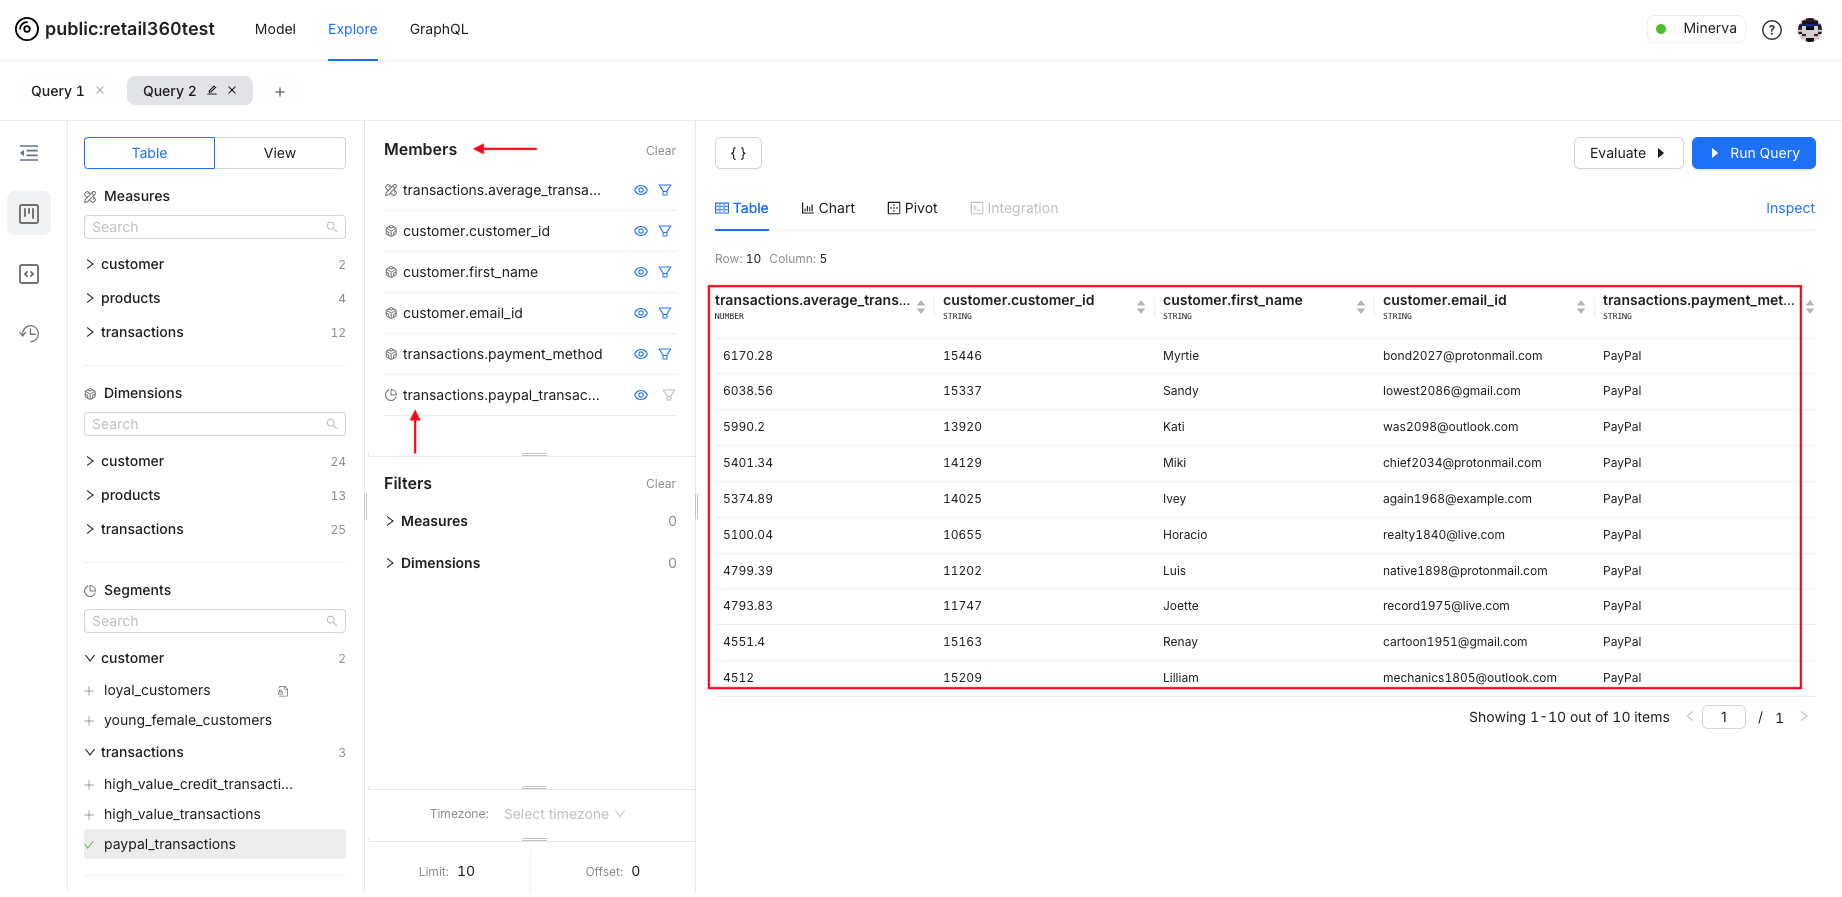 public:retail360test
Model
Explore
GraphQL
Minerva
?
Query 1
Query 2
Table
View
Measures
Search
customer 2
products 4
transactions 12
Dimensions
Search
customer 24
products 13
transactions 25
Segments
Search
customer 2
loyal_customers
young_female_customers
transactions 3
high_value_credit_transacti...
high_value_transactions
paypal_transactions
Members
Clear
transactions.average_transa...
customer.customer_id
customer.first_name
customer.email_id
transactions.payment_method
transactions.paypal_transac...
Filters
Clear
Measures 0
Dimensions 0
Timezone: Select timezone
Limit: 10
Offset: 0
{ }
Evaluate
Run Query
Table
Chart
Pivot
Integration
Inspect
Row: 10 Column: 5
transactions.average_trans... customer.customer_id customer.first_name customer.email_id transactions.payment_met...
NUMBER STRING STRING STRING STRING
6170.28 15446 Myrtie bond2027@protonmail.com PayPal
6038.56 15337 Sandy lowest2086@gmail.com PayPal
5990.2 13920 Kati was2098@outlook.com PayPal
5401.34 14129 Miki chief2034@protonmail.com PayPal
5374.89 14025 Ivey again1968@example.com PayPal
5100.04 10655 Horacio realty1840@live.com PayPal
4799.39 11202 Luis native1898@protonmail.com PayPal
4793.83 11747 Joette record1975@live.com PayPal
4551.4 15163 Renay cartoon1951@gmail.com PayPal
4512 15209 Lilliam mechanics1805@outlook.com PayPal
Showing 1-10 out of 10 items
1 / 1